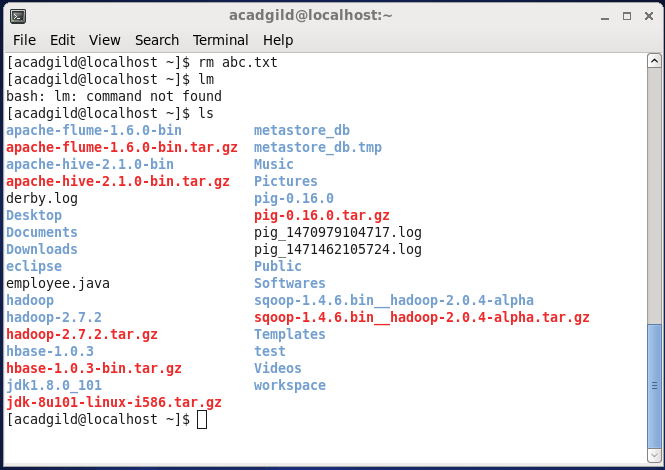 acadgild@localhost:~
File Edit View Search Terminal Help
[acadgild@localhost ~]$ rm abc.txt
[acadgild@localhost ~]$ lm
bash: lm: command not found
[acadgild@localhost ~]$ ls
apache-flume-1.6.0-bin metastore_db
apache-flume-1.6.0-bin.tar.gz metastore_db.tmp
apache-hive-2.1.0-bin Music
apache-hive-2.1.0-bin.tar.gz Pictures
derby.log pig-0.16.0
Desktop pig-0.16.0.tar.gz
Documents pig_1470979104717.log
Downloads pig_1471462105724.log
eclipse Public
employee.java Softwares
hadoop sqoop-1.4.6.bin__hadoop-2.0.4-alpha
hadoop-2.7.2 sqoop-1.4.6.bin__hadoop-2.0.4-alpha.tar.gz
hadoop-2.7.2.tar.gz Templates
hbase-1.0.3 test
hbase-1.0.3-bin.tar.gz Videos
jdk1.8.0_101 workspace
jdk-8u101-linux-i586.tar.gz
[acadgild@localhost ~]$